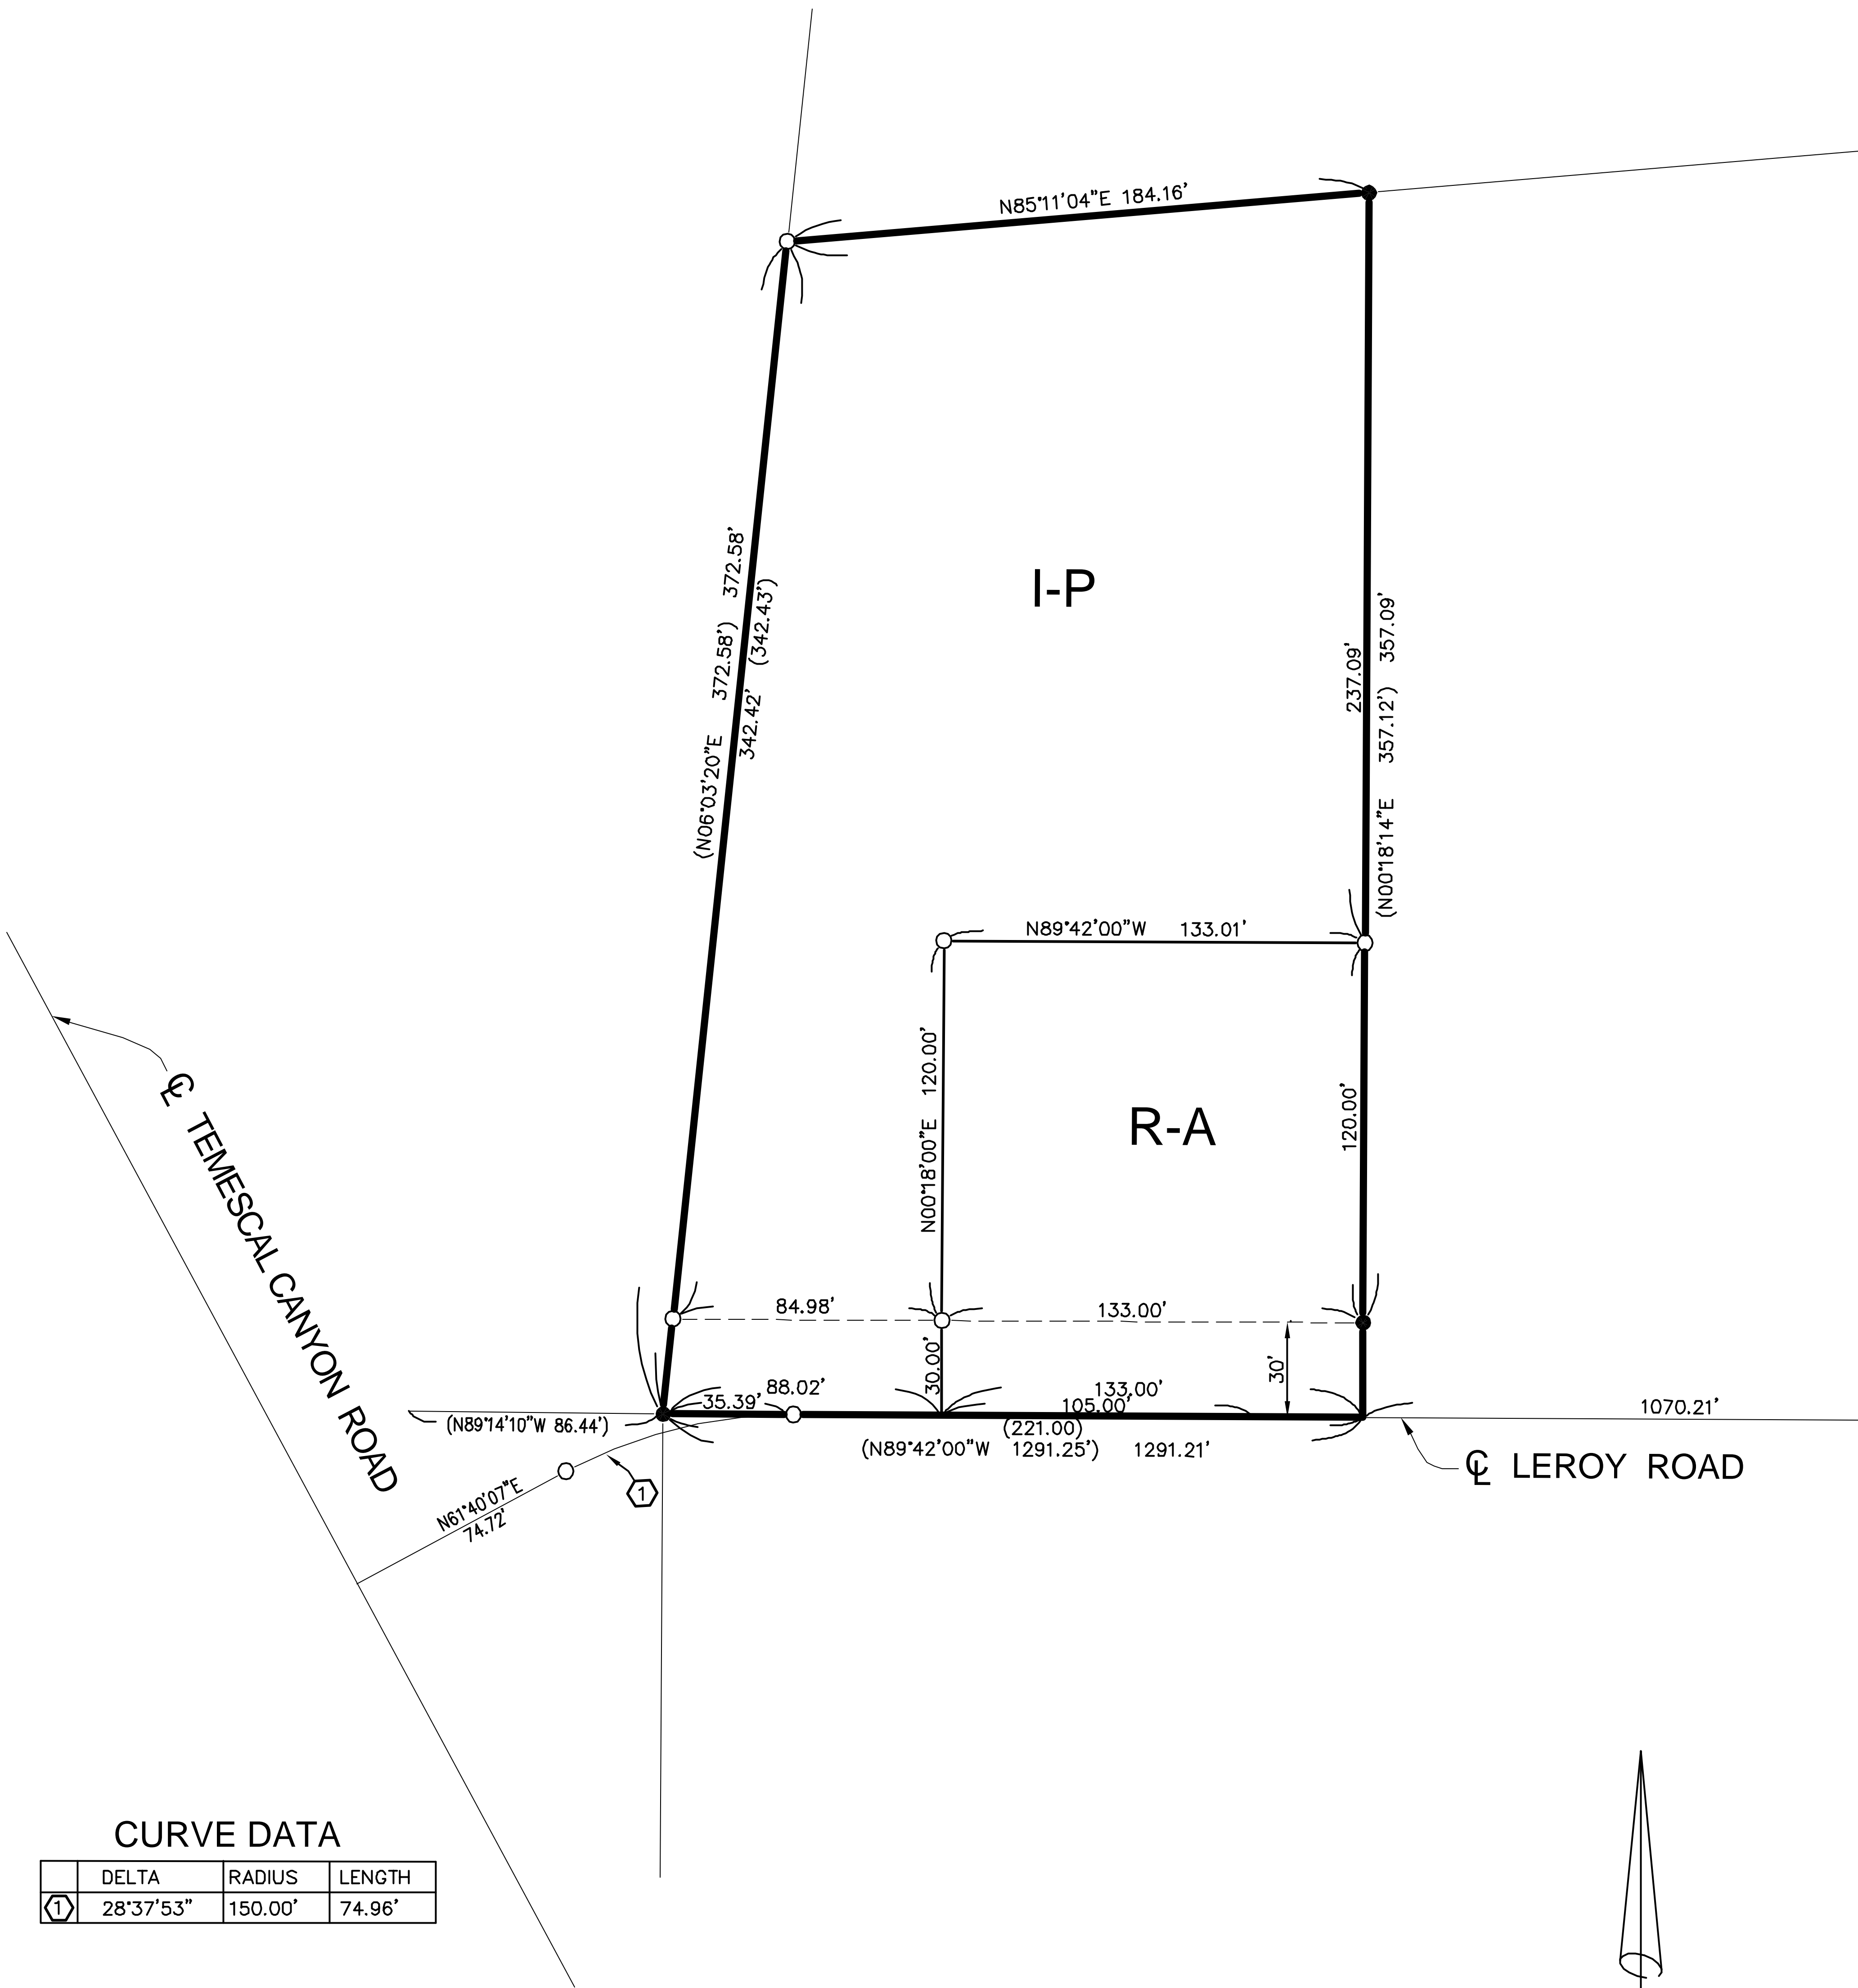 N85°11'04"E 184.16'
I-P
(N06°03'20"E 372.58') 372.58'
342.42' (342.43')
237.09'
(N00°18'14"E 357.12') 357.09'
N89°42'00"W 133.01'
N00°18'00"E 120.00'
120.00'
R-A
℄ TEMESCAL CANYON ROAD
84.98'
133.00'
30.00'
30'
88.02'
35.39'
133.00'
105.00'
(221.00)
(N89°14'10"W 86.44')
(N89°42'00"W 1291.25') 1291.21'
1070.21'
℄ LEROY ROAD
N61°40'07"E
74.72'
1
CURVE DATA
DELTA RADIUS LENGTH
1 28°37'53" 150.00' 74.96'